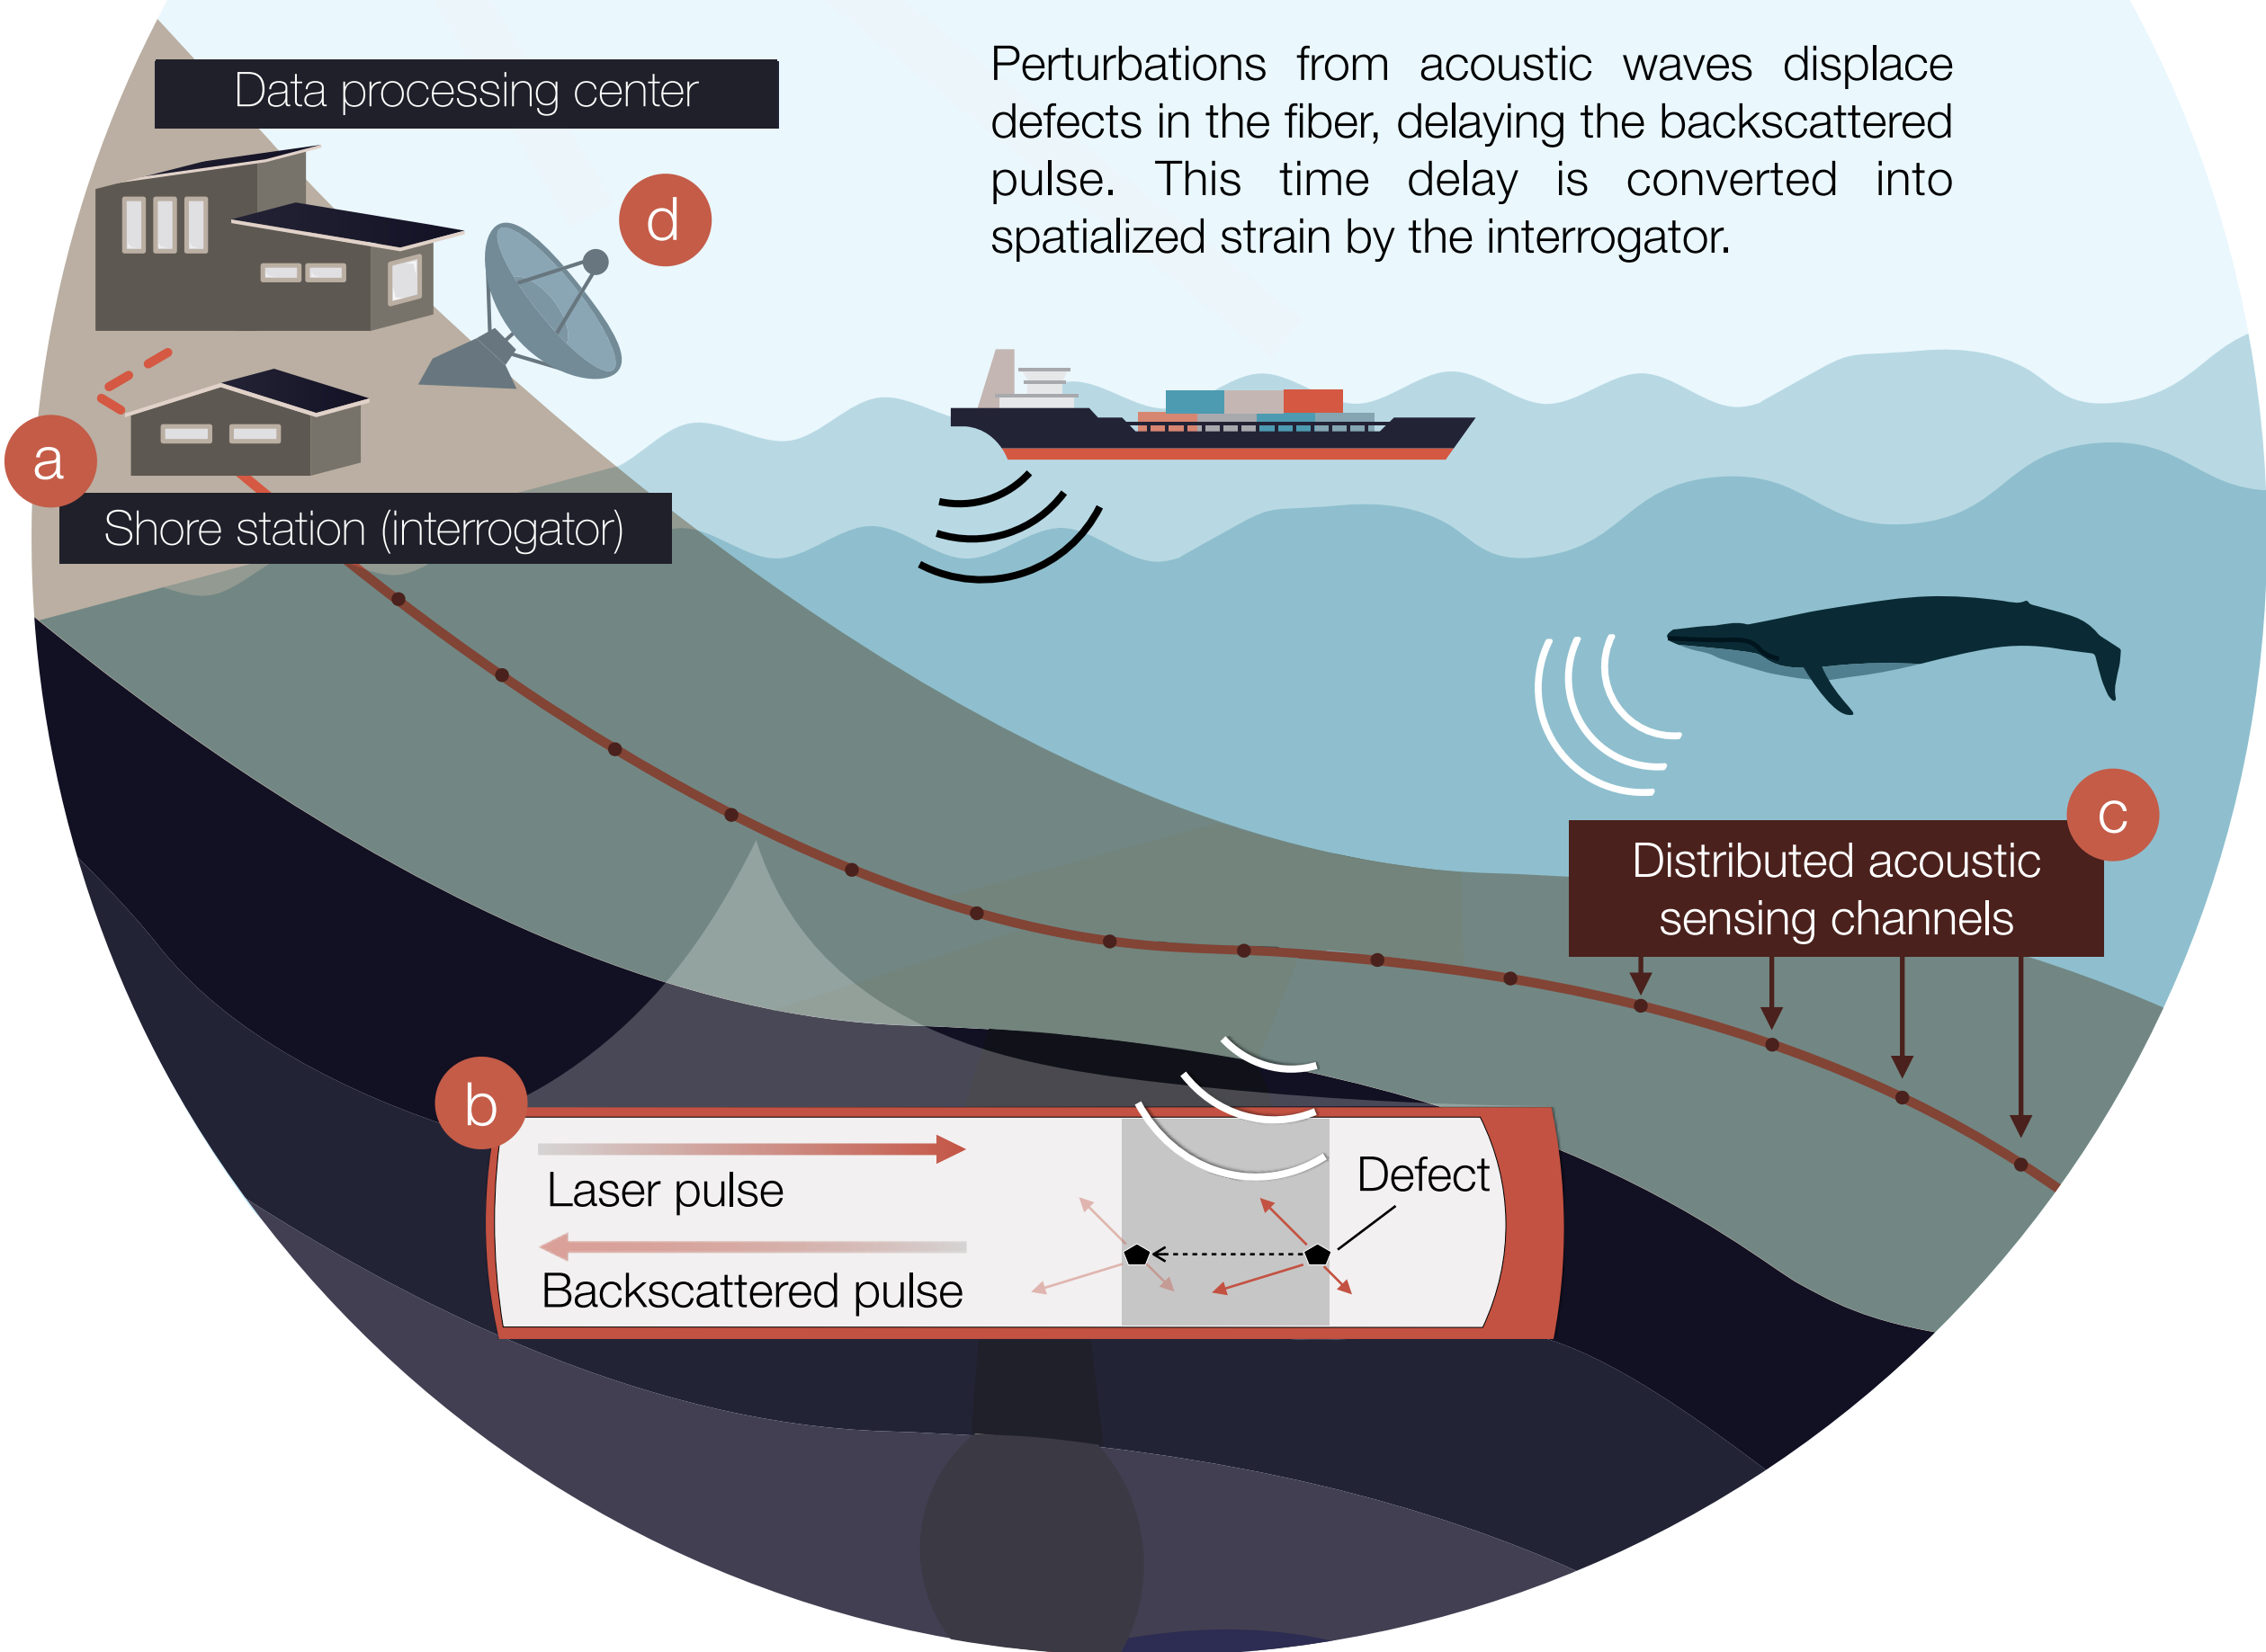 Data processing center
Perturbations from acoustic waves displace
defects in the fiber, delaying the backscattered
pulse. This time delay is converted into
spatialized strain by the interrogator.
d
a
Shore station (interrogator)
c
Distributed acoustic
sensing channels
b
Laser pulse
Defect
Backscattered pulse